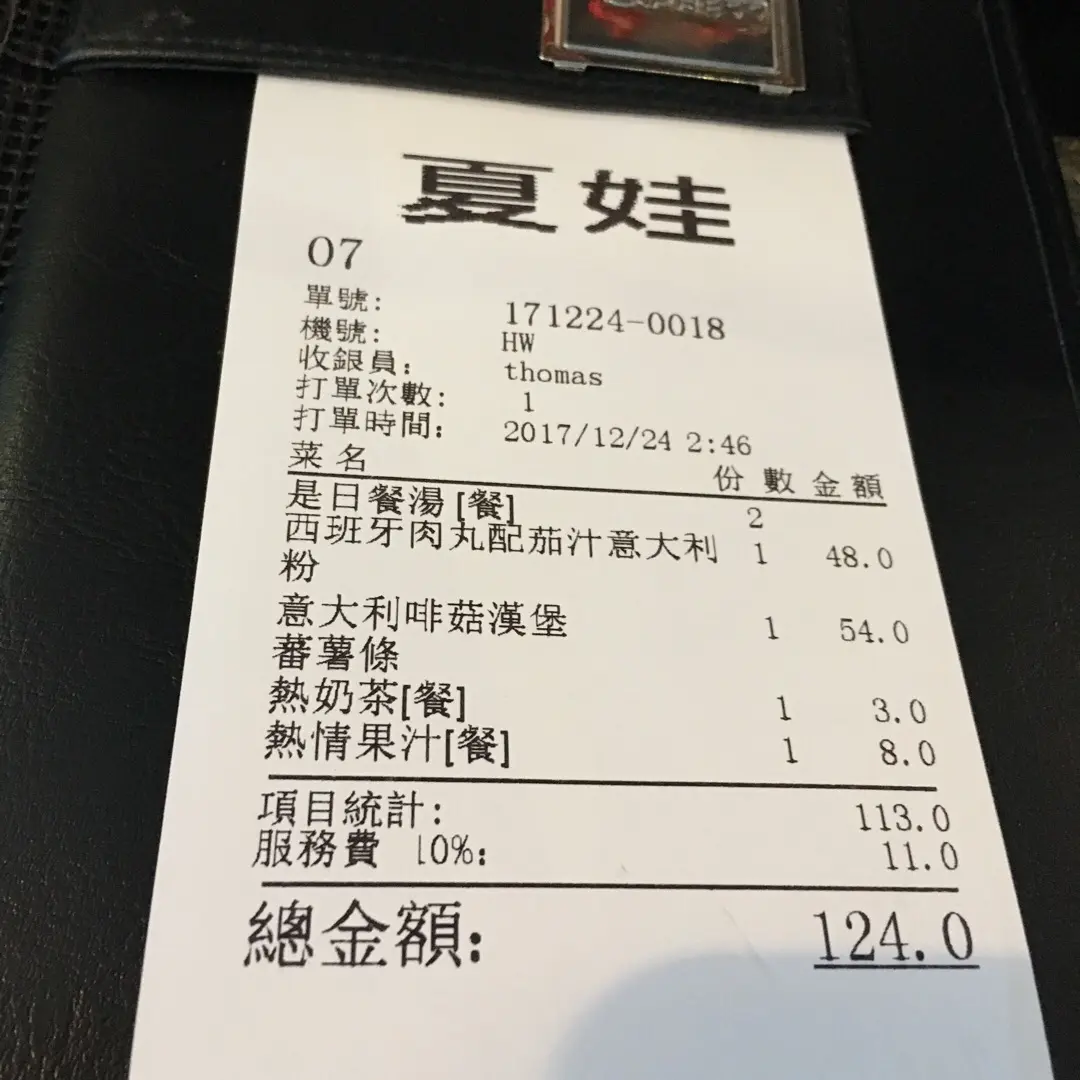 夏娃
07
單號: 171224-0018
機號: HW
收銀員: thomas
打單次數: 1
打單時間: 2017/12/24 2:46
菜名 份數 金額
是日餐湯[餐] 2
西班牙肉丸配茄汁意大利 1 48.0
粉
意大利啡菇漢堡 1 54.0
蕃薯條
熱奶茶[餐] 1 3.0
熱情果汁[餐] 1 8.0
項目統計: 113.0
服務費 10%: 11.0
總金額: 124.0